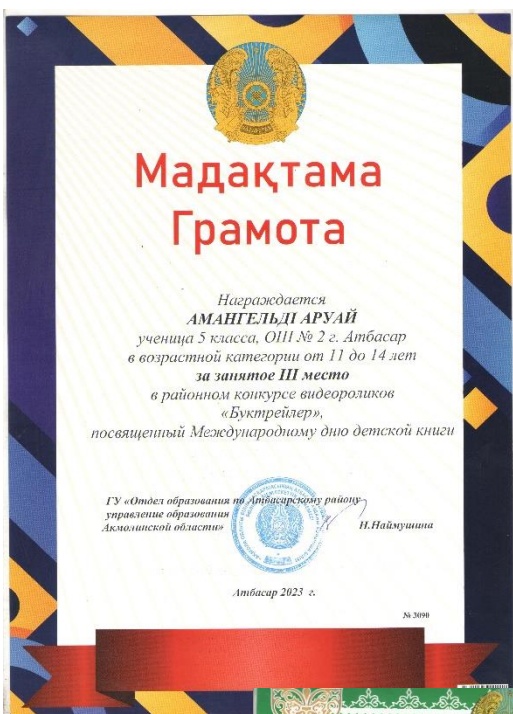 Мадақтама
Грамота
Награждается
АМАНГЕЛЬДІ АРУАЙ
ученица 5 класса, ОШ № 2 г. Атбасар
в возрастной категории от 11 до 14 лет
за занятое III место
в районном конкурсе видеороликов
«Буктрейлер»,
посвященный Международному дню детской книги
ГУ «Отдел образования по Атбасарскому району
управление образования
Акмолинской области»
Н.Наймушина
Атбасар 2023 г.
№ 3090